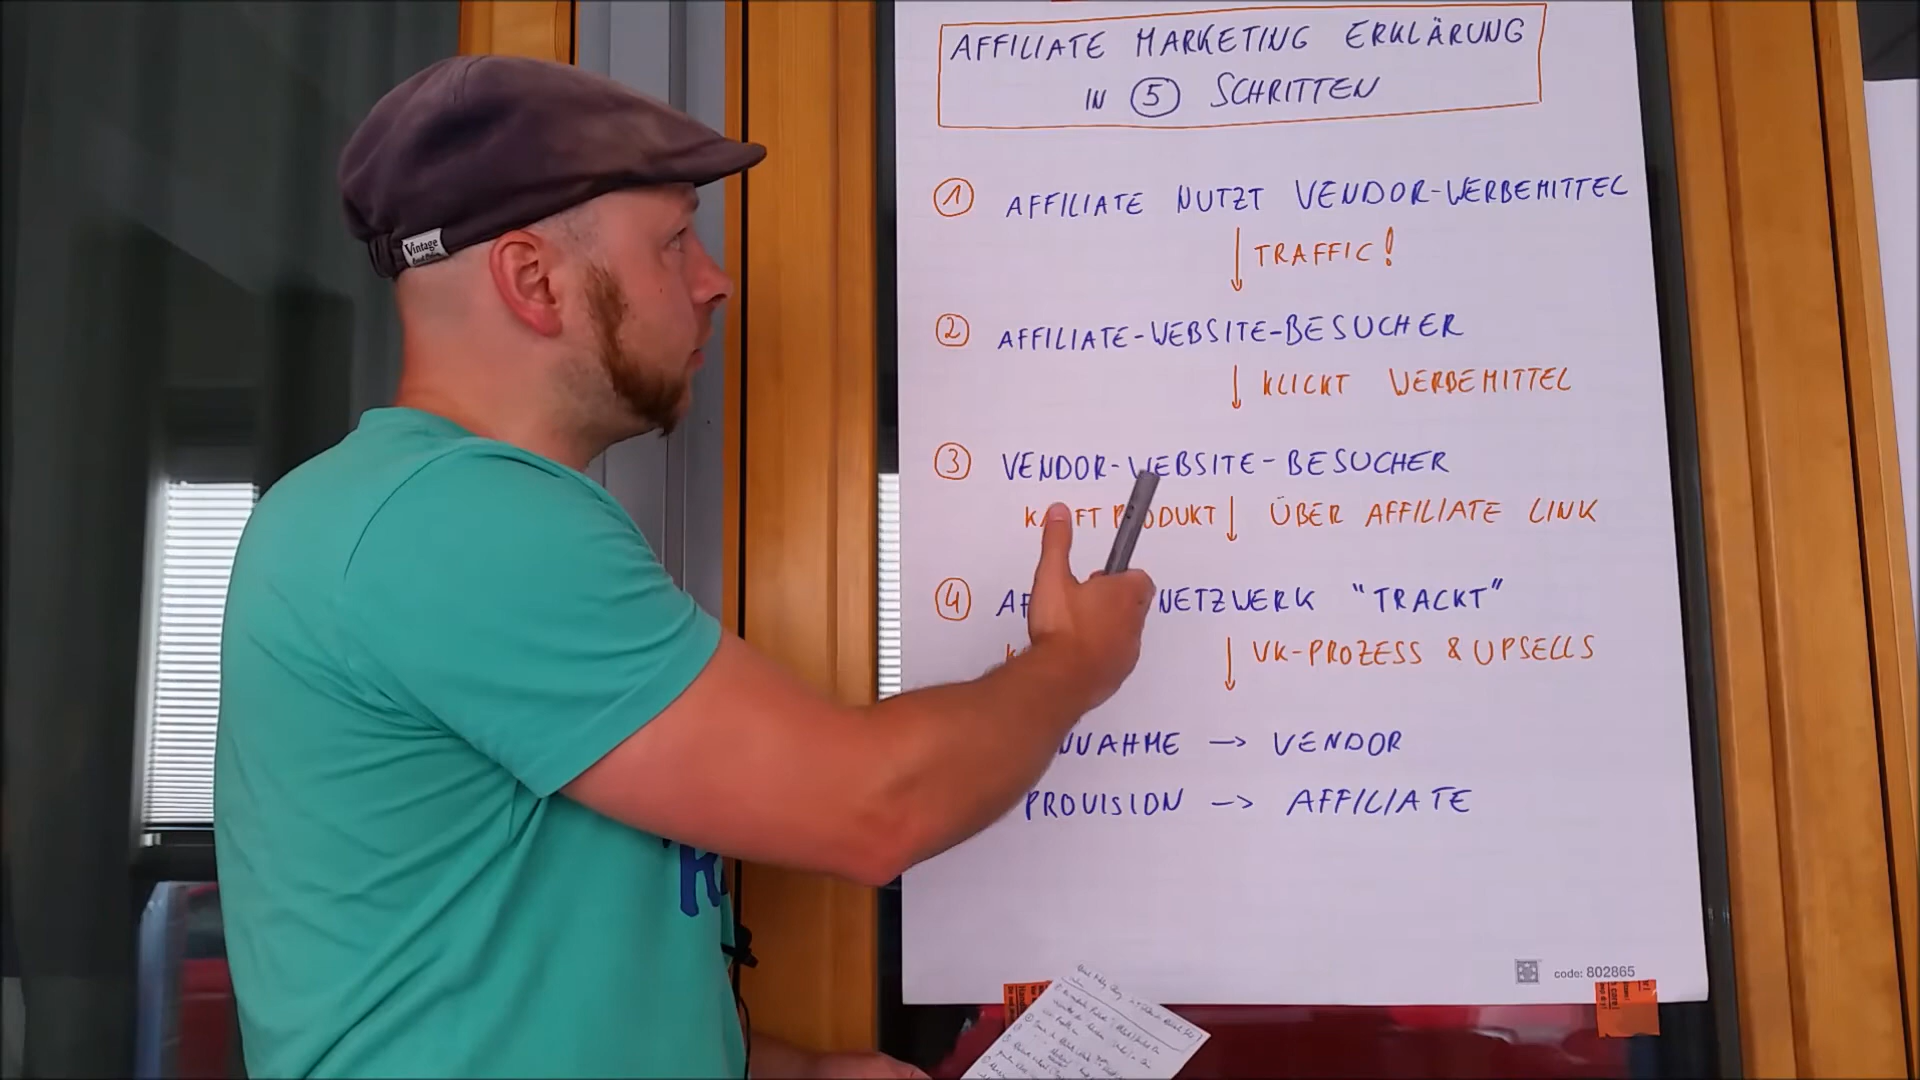 AFFILIATE MARKETING ERKLÄRUNG
IN 5 SCHRITTEN
1 AFFILIATE NUTZT VENDOR-WERBEMITTEL
TRAFFIC!
2 AFFILIATE-WEBSITE-BESUCHER
KLICKT WERBEMITTEL
3 VENDOR-WEBSITE-BESUCHER
PRODUKT ÜBER AFFILIATE LINK
4 NETZWERK "TRACKT"
VK-PROZESS & UPSELLS
→ VENDOR
PROVISION → AFFILIATE
code: 802865
Vintage